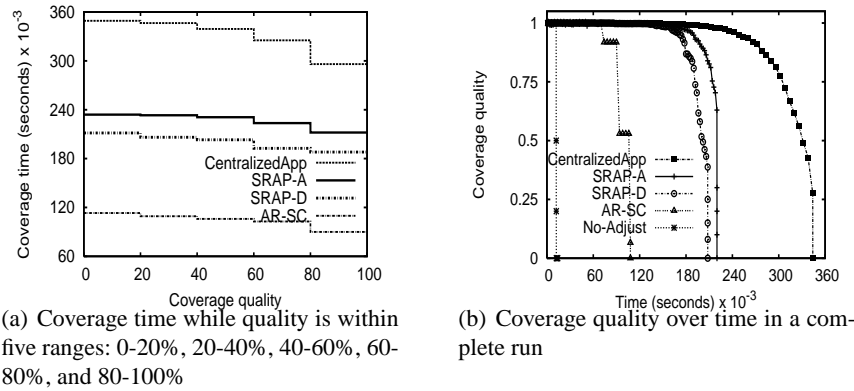 360
300
240
180
120
60
0
20
40
60
80
100
Coverage time (seconds) x 10^-3
Coverage quality
CentralizedApp
SRAP-A
SRAP-D
AR-SC
(a) Coverage time while quality is within
five ranges: 0-20%, 20-40%, 40-60%, 60-
80%, and 80-100%
1
0.75
0.5
0.25
0
0
60
120
180
240
300
360
Coverage quality
Time (seconds) x 10^-3
CentralizedApp
SRAP-A
SRAP-D
AR-SC
No-Adjust
(b) Coverage quality over time in a com-
plete run